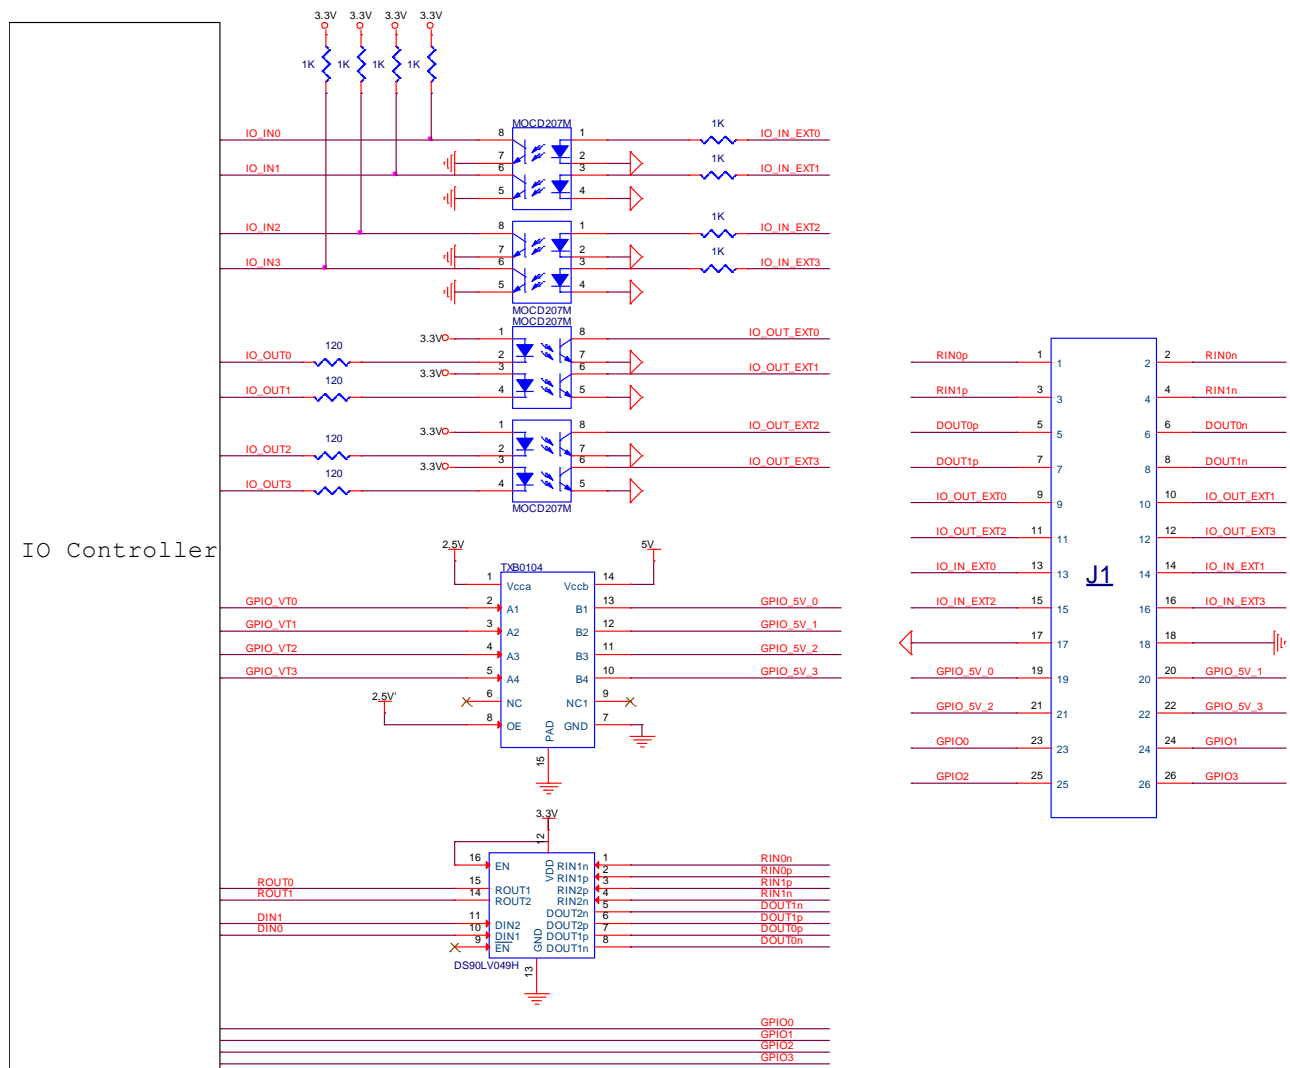 3.3V 3.3V 3.3V 3.3V
1K 1K 1K 1K
IO_IN0 8 MOCD207M 1 1K IO_IN_EXT0
7 2
IO_IN1 6 3 1K IO_IN_EXT1
5 4
IO_IN2 8 1 1K IO_IN_EXT2
7 2
IO_IN3 6 3 1K IO_IN_EXT3
5 4
MOCD207M
MOCD207M
3.3V 1 8 IO_OUT_EXT0
IO_OUT0 120 2 7
3.3V 3 6 IO_OUT_EXT1
IO_OUT1 120 4 5
3.3V 1 8 IO_OUT_EXT2
IO_OUT2 120 2 7
3.3V 3 6 IO_OUT_EXT3
IO_OUT3 120 4 5
MOCD207M
IO Controller
2.5V 5V
TXB0104
1 Vcca Vccb 14
GPIO_VT0 2 A1 B1 13 GPIO_5V_0
GPIO_VT1 3 A2 B2 12 GPIO_5V_1
GPIO_VT2 4 A3 B3 11 GPIO_5V_2
GPIO_VT3 5 A4 B4 10 GPIO_5V_3
6 NC NC1 9
2.5V' 8 OE GND 7
PAD
15
3.3V
12
VDD
16 EN RIN1n 1 RIN0n
RIN1p 2 RIN0p
ROUT0 15 ROUT1 RIN2p 3 RIN1p
ROUT1 14 ROUT2 RIN2n 4 RIN1n
DOUT2n 5 DOUT1n
DIN1 11 DIN2 DOUT2p 6 DOUT1p
DIN0 10 DIN1 DOUT1p 7 DOUT0p
9 EN DOUT1n 8 DOUT0n
GND
DS90LV049H
13
GPIO0
GPIO1
GPIO2
GPIO3
J1
RIN0p 1 1 2 2 RIN0n
RIN1p 3 3 4 4 RIN1n
DOUT0p 5 5 6 6 DOUT0n
DOUT1p 7 7 8 8 DOUT1n
IO_OUT_EXT0 9 9 10 10 IO_OUT_EXT1
IO_OUT_EXT2 11 11 12 12 IO_OUT_EXT3
IO_IN_EXT0 13 13 14 14 IO_IN_EXT1
IO_IN_EXT2 15 15 16 16 IO_IN_EXT3
17 17 18 18
GPIO_5V_0 19 19 20 20 GPIO_5V_1
GPIO_5V_2 21 21 22 22 GPIO_5V_3
GPIO0 23 23 24 24 GPIO1
GPIO2 25 25 26 26 GPIO3